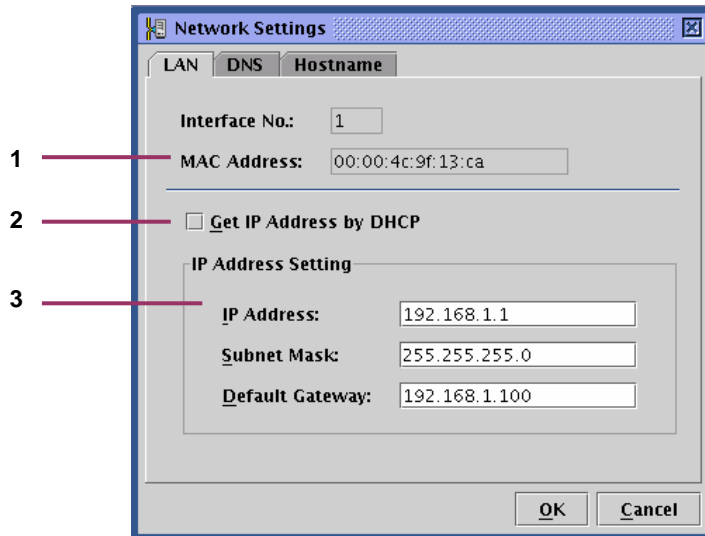 Network Settings
LAN DNS Hostname
Interface No.: 1
1 MAC Address: 00:00:4c:9f:13:ca
2 Get IP Address by DHCP
IP Address Setting
3 IP Address: 192.168.1.1
Subnet Mask: 255.255.255.0
Default Gateway: 192.168.1.100
OK Cancel